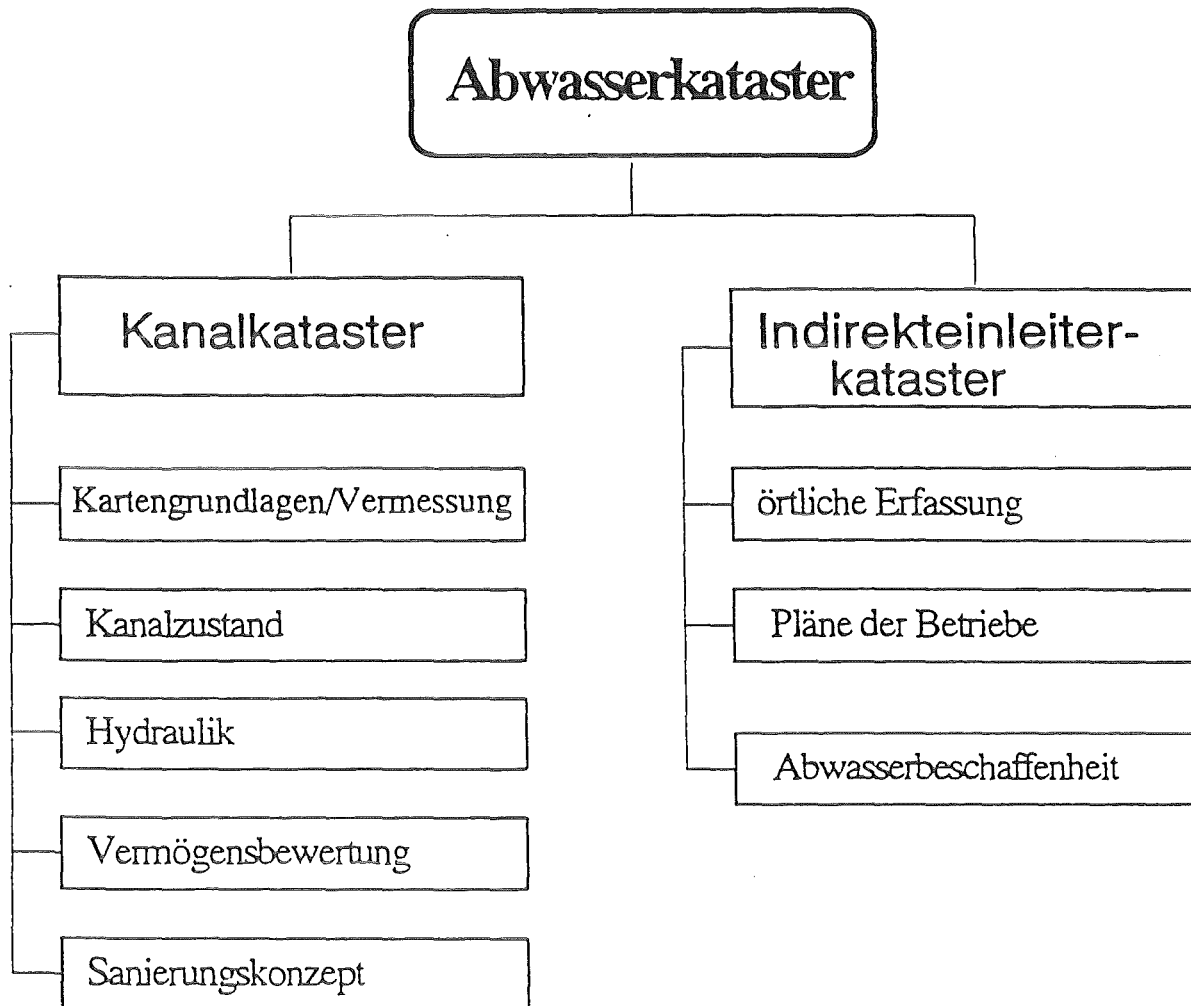 Abwasserkataster
Kanalkataster
Kartengrundlagen/Vermessung
Kanalzustand
Hydraulik
Vermögensbewertung
Sanierungskonzept
Indirekteinleiter-
kataster
örtliche Erfassung
Pläne der Betriebe
Abwasserbeschaffenheit